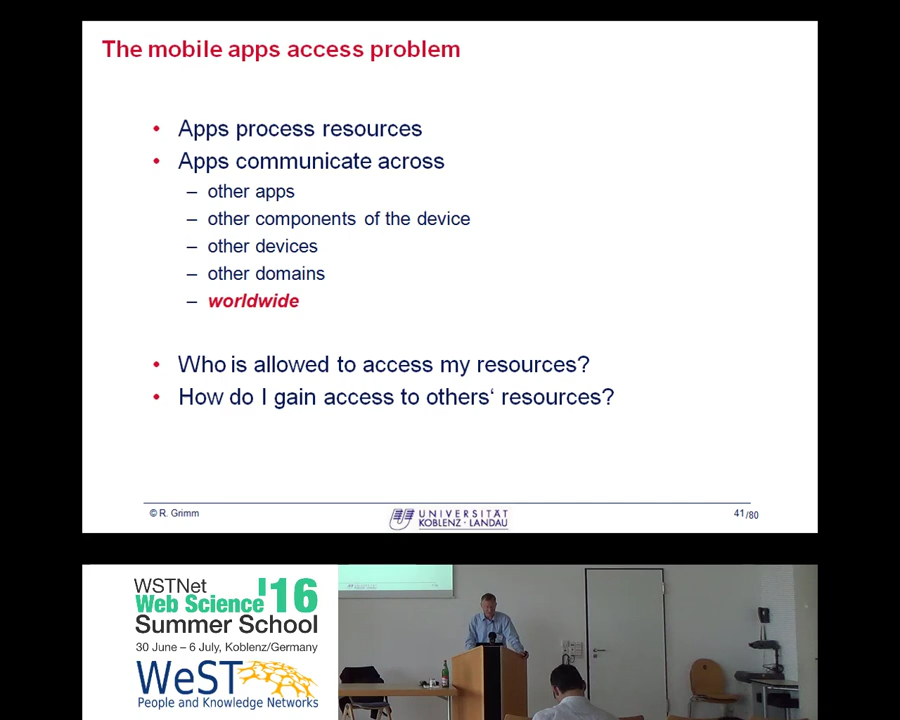 The mobile apps access problem
• Apps process resources
• Apps communicate across
– other apps
– other components of the device
– other devices
– other domains
– worldwide
• Who is allowed to access my resources?
• How do I gain access to others‘ resources?
© R. Grimm
UNIVERSITÄT
KOBLENZ · LANDAU
41/80
WSTNet
Web Science '16
Summer School
30 June – 6 July, Koblenz/Germany
WeST
People and Knowledge Networks